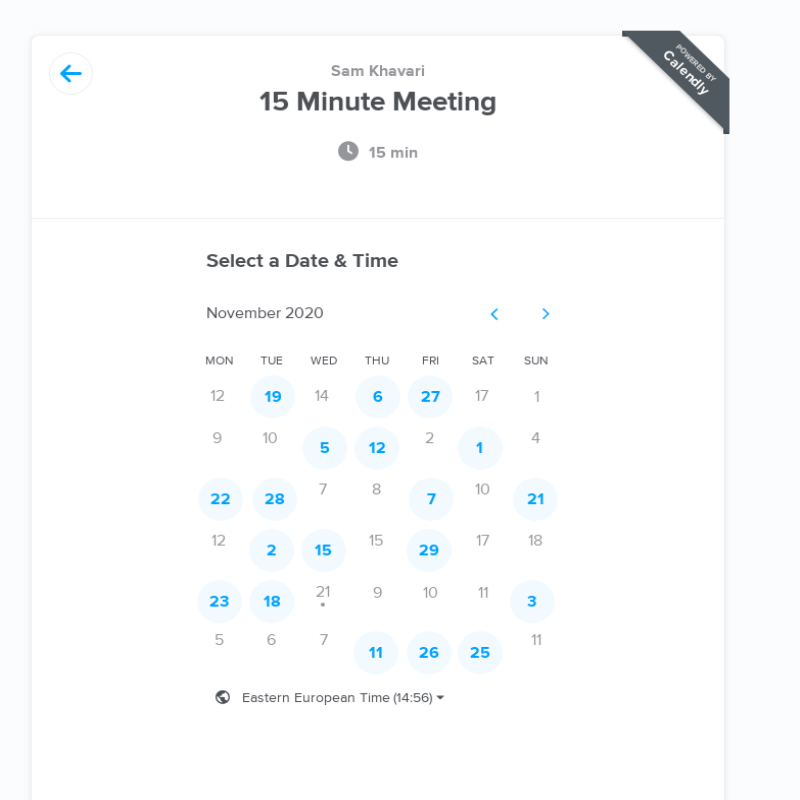 Sam Khavari
POWERED BY
Calendly
15 Minute Meeting
15 min
Select a Date & Time
November 2020
MON TUE WED THU FRI SAT SUN
12 19 14 6 27 17 1
9 10 5 12 2 1 4
22 28 7 8 7 10 21
12 2 15 15 29 17 18
23 18 21 9 10 11 3
5 6 7 11 26 25 11
Eastern European Time (14:56)